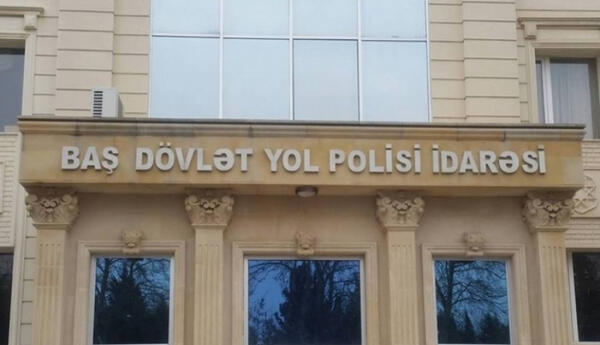 BAŞ DÖVLƏT YOL POLİSİ İDARƏSİ